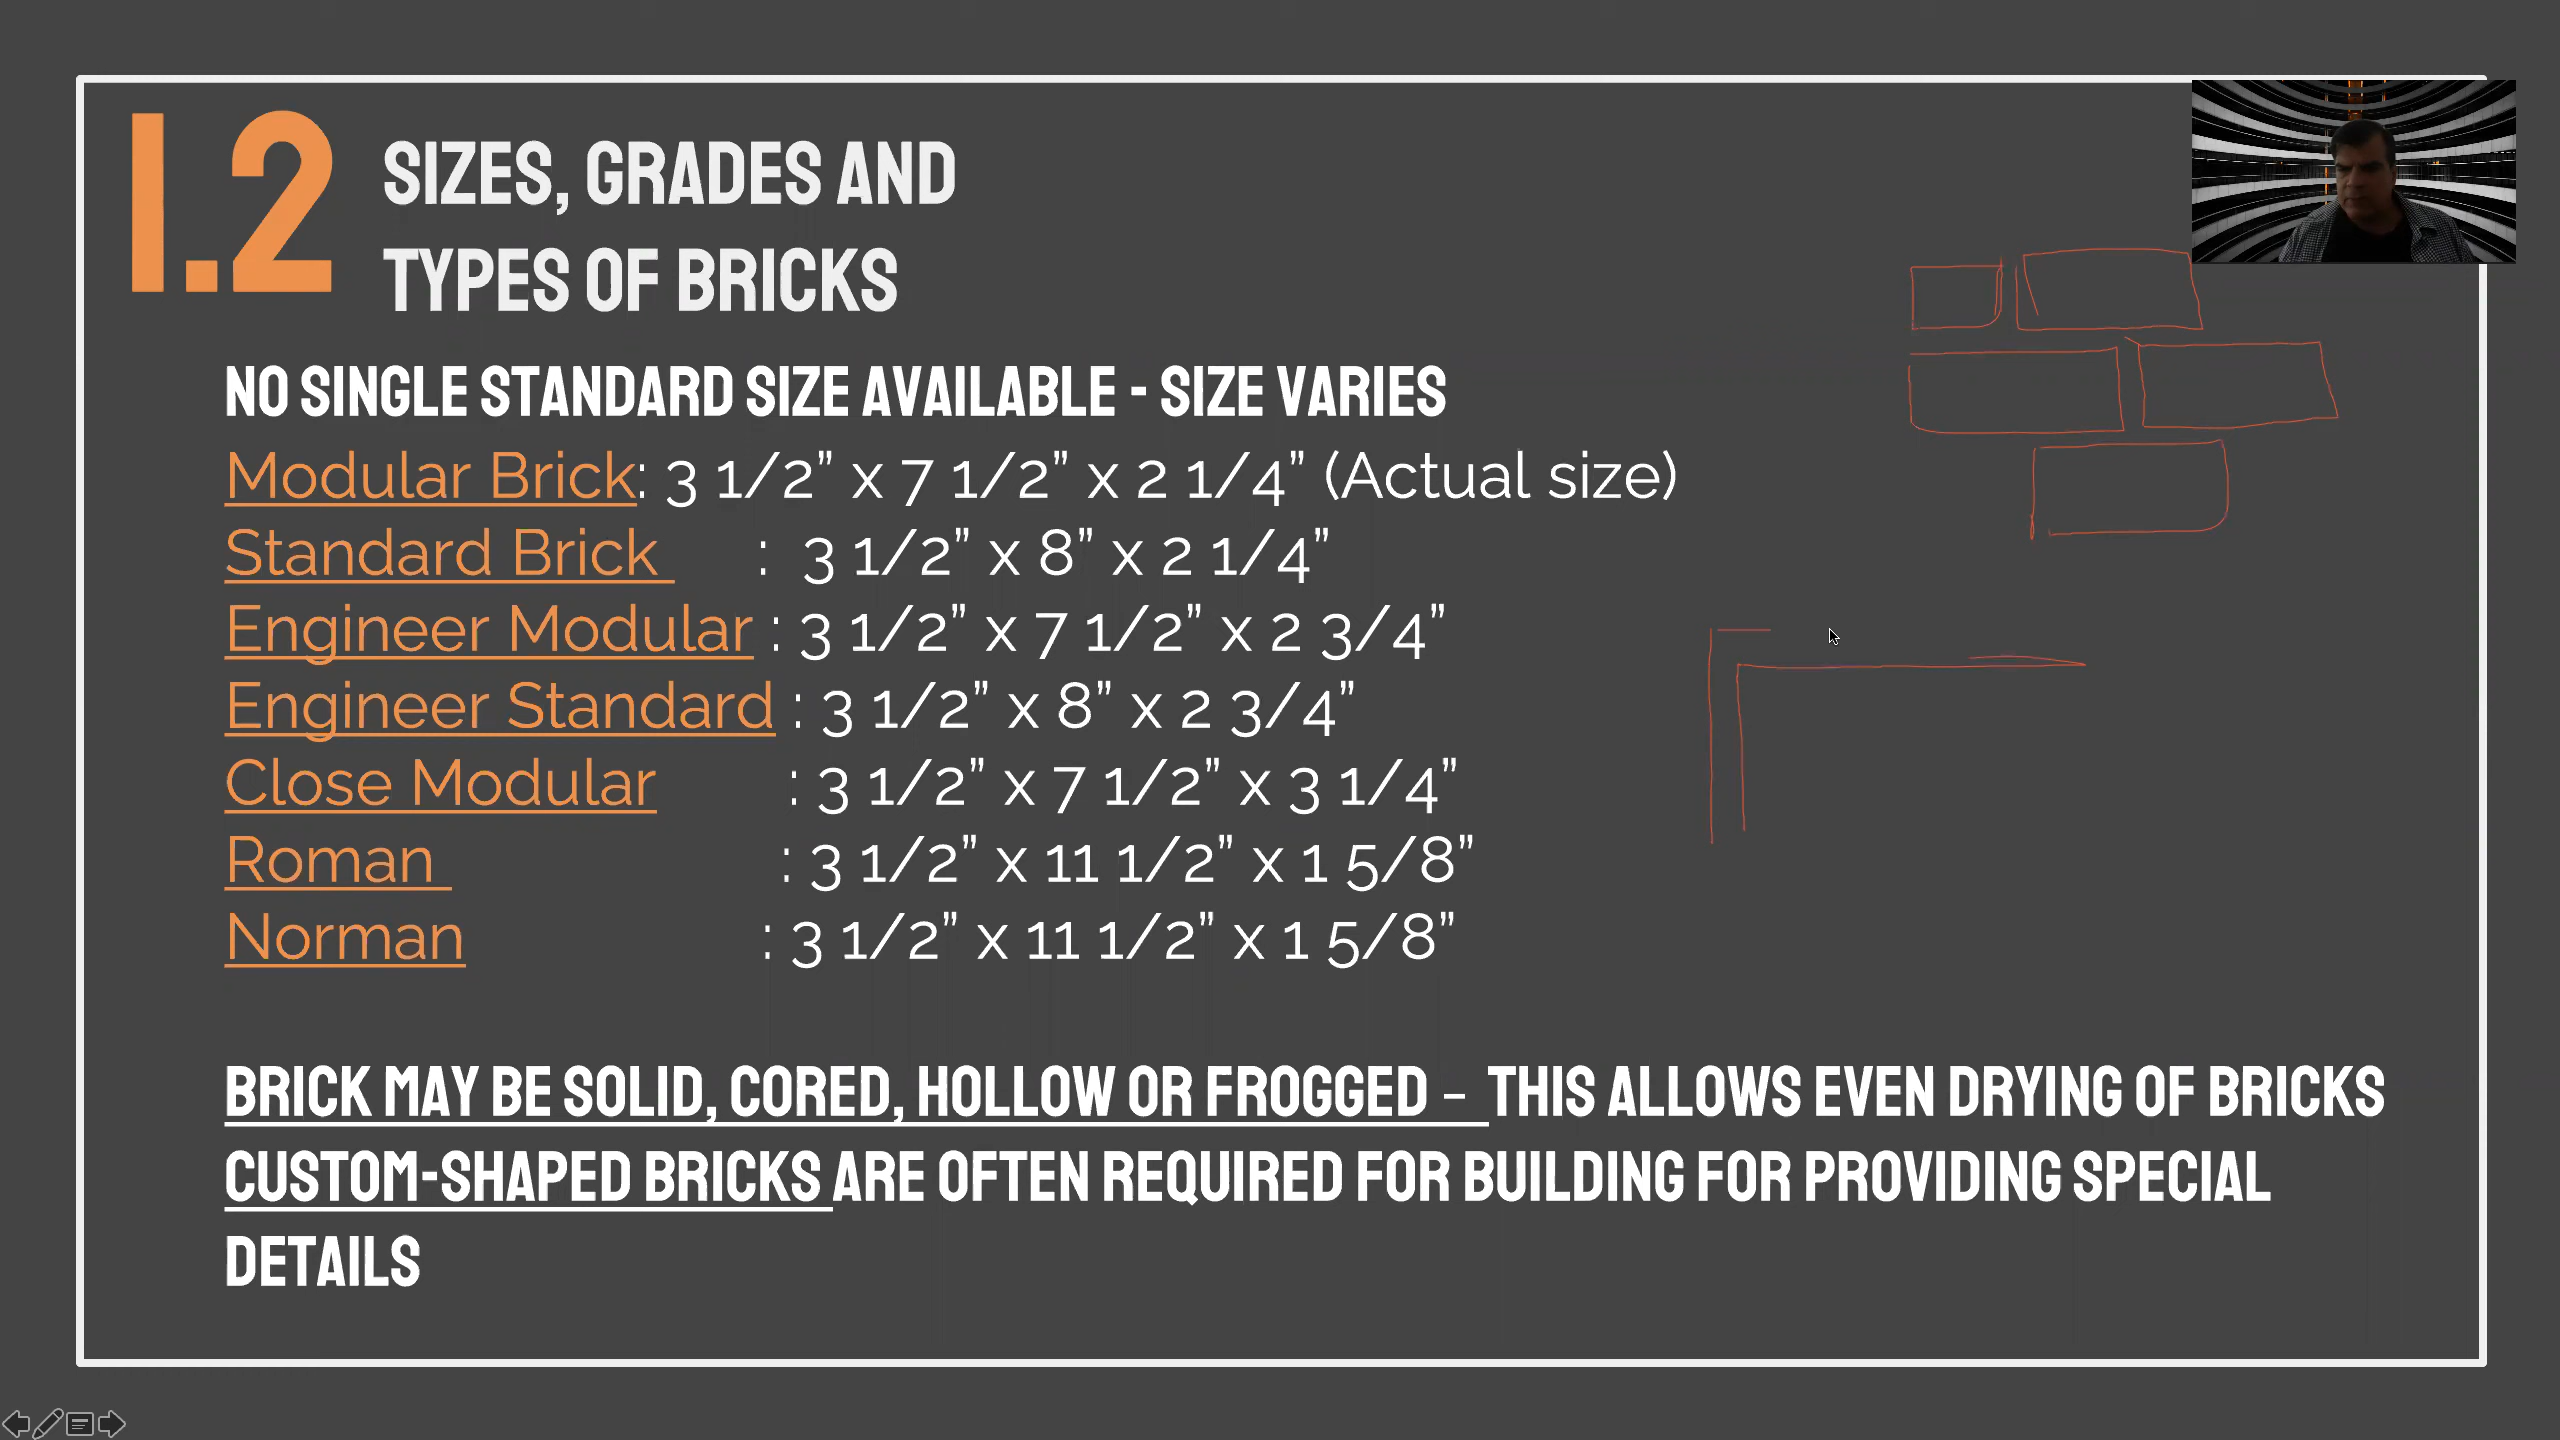 1.2
SIZES, GRADES AND
TYPES OF BRICKS
NO SINGLE STANDARD SIZE AVAILABLE - SIZE VARIES
Modular Brick: 3 1/2” x 7 1/2” x 2 1/4” (Actual size)
Standard Brick : 3 1/2” x 8” x 2 1/4”
Engineer Modular : 3 1/2” x 7 1/2” x 2 3/4”
Engineer Standard : 3 1/2” x 8” x 2 3/4”
Close Modular : 3 1/2” x 7 1/2” x 3 1/4”
Roman : 3 1/2” x 11 1/2” x 1 5/8”
Norman : 3 1/2” x 11 1/2” x 1 5/8”
BRICK MAY BE SOLID, CORED, HOLLOW OR FROGGED – THIS ALLOWS EVEN DRYING OF BRICKS
CUSTOM-SHAPED BRICKS ARE OFTEN REQUIRED FOR BUILDING FOR PROVIDING SPECIAL
DETAILS